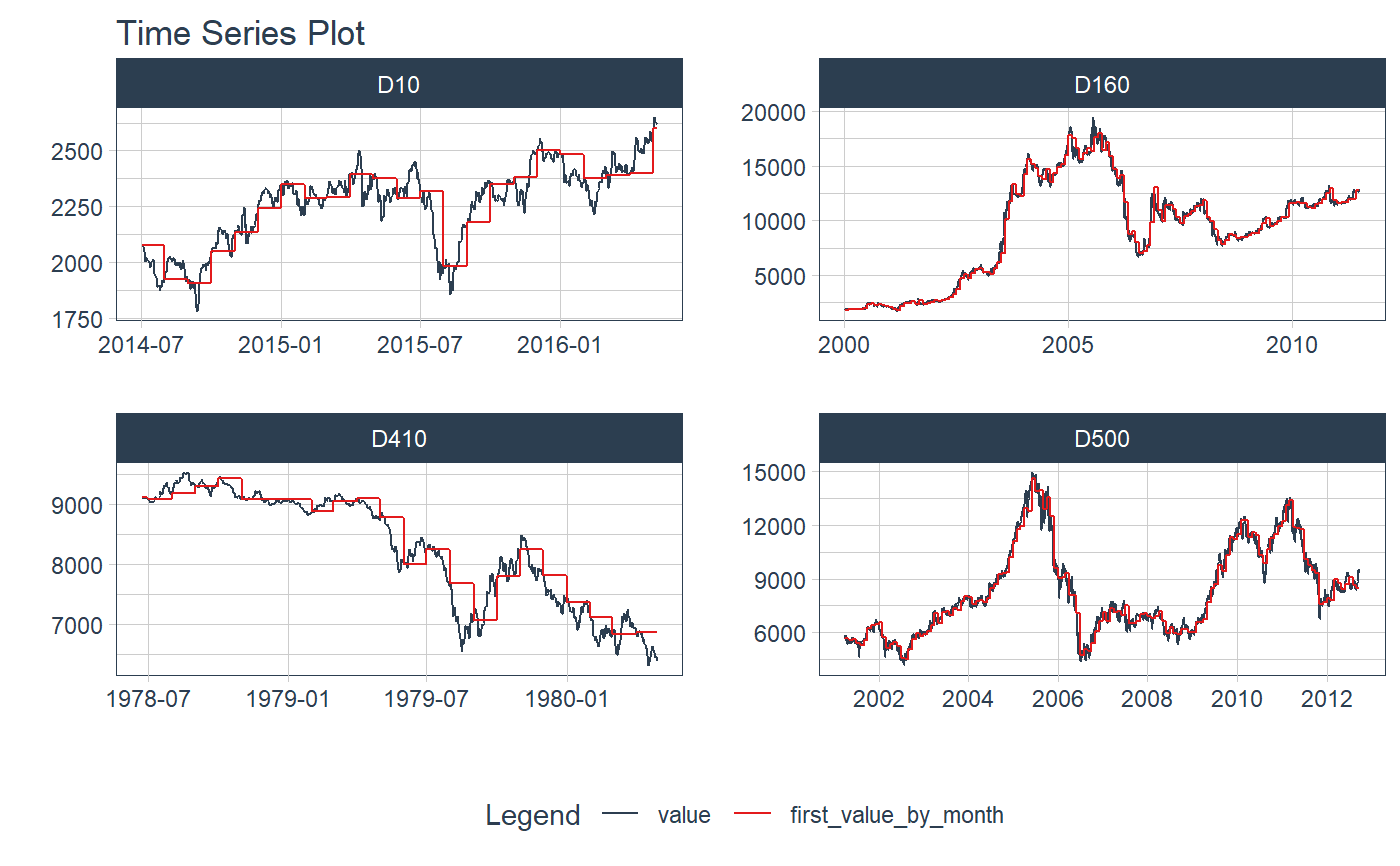 Time Series Plot
D10
2500
2250
2000
1750
2014-07 2015-01 2015-07 2016-01
D160
20000
15000
10000
5000
2000 2005 2010
D410
9000
8000
7000
1978-07 1979-01 1979-07 1980-01
D500
15000
12000
9000
6000
2002 2004 2006 2008 2010 2012
Legend value first_value_by_month